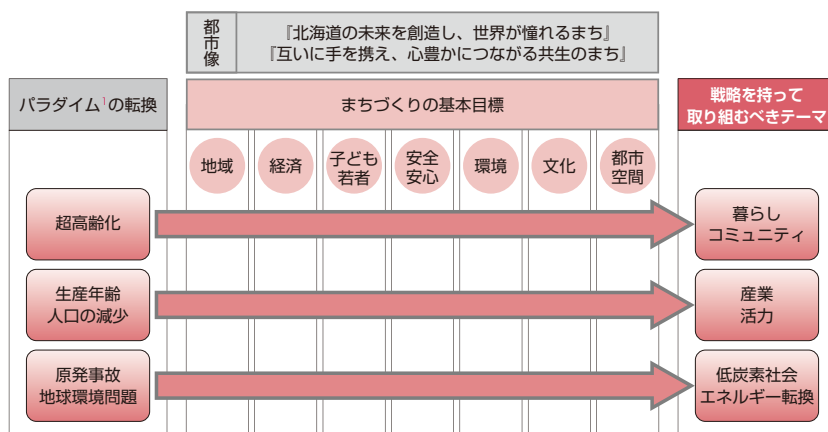 都市像
『北海道の未来を創造し、世界が憧れるまち』
『互いに手を携え、心豊かにつながる共生のまち』
パラダイム1の転換
まちづくりの基本目標
戦略を持って
取り組むべきテーマ
地域
経済
子ども
若者
安全
安心
環境
文化
都市
空間
超高齢化
暮らし
コミュニティ
生産年齢
人口の減少
産業
活力
原発事故
地球環境問題
低炭素社会
エネルギー転換